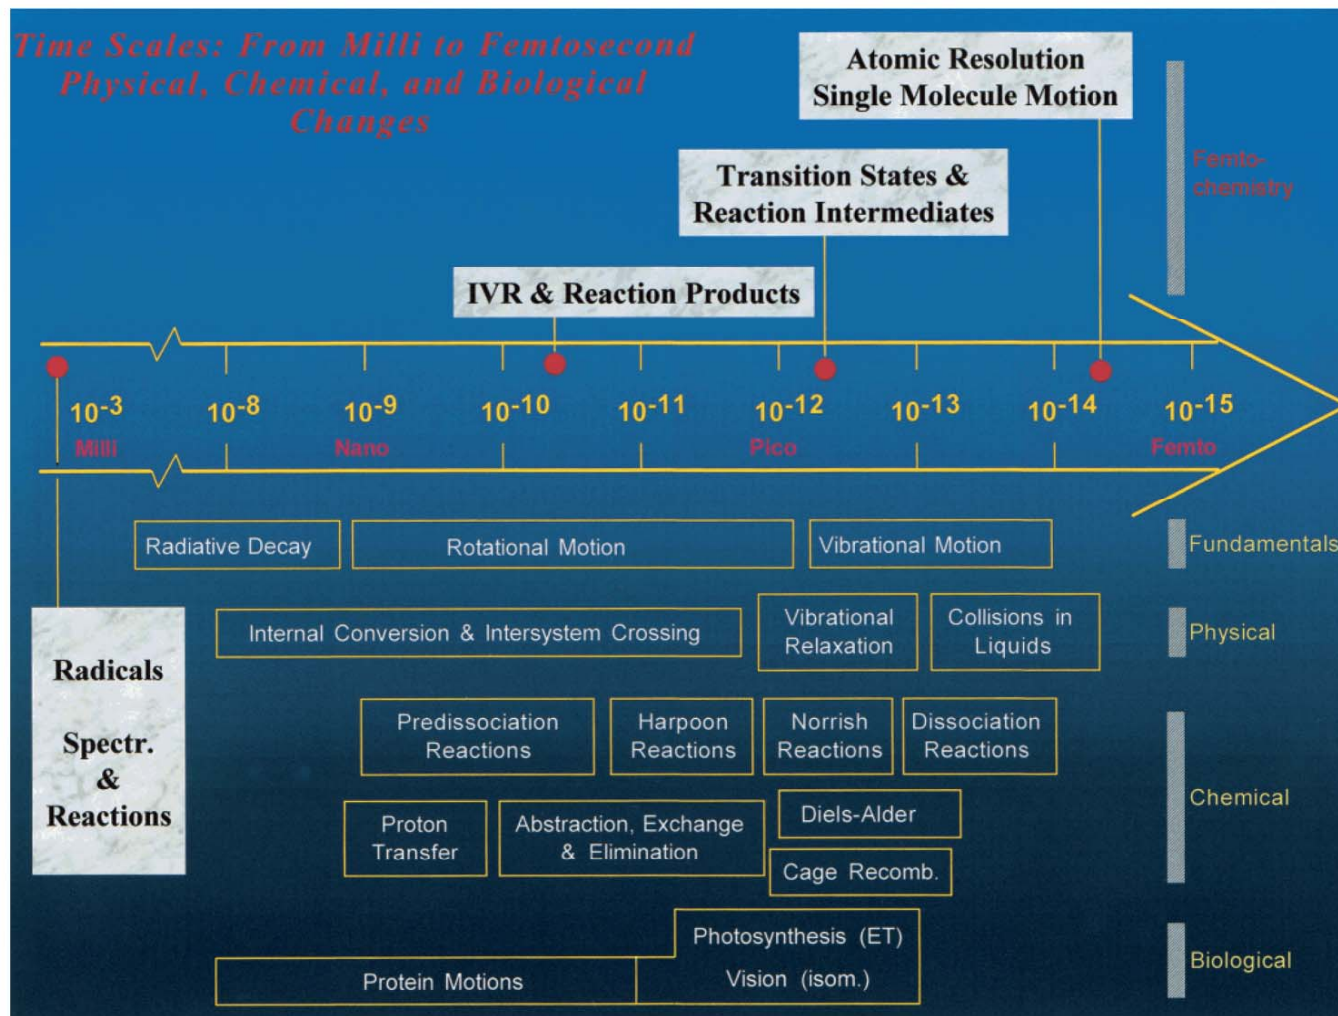 Time Scales: From Milli to Femtosecond
Physical, Chemical, and Biological
Changes
Atomic Resolution
Single Molecule Motion
Femto-
chemistry
Transition States &
Reaction Intermediates
IVR & Reaction Products
10-3 10-8 10-9 10-10 10-11 10-12 10-13 10-14 10-15
Milli Nano Pico Femto
Radiative Decay
Rotational Motion
Vibrational Motion
Fundamentals
Radicals
Spectr.
&
Reactions
Internal Conversion & Intersystem Crossing
Vibrational
Relaxation
Collisions in
Liquids
Physical
Predissociation
Reactions
Harpoon
Reactions
Norrish
Reactions
Dissociation
Reactions
Chemical
Proton
Transfer
Abstraction, Exchange
& Elimination
Diels-Alder
Cage Recomb.
Photosynthesis (ET)
Vision (isom.)
Protein Motions
Biological